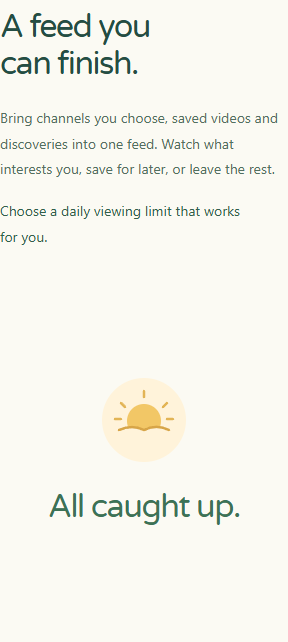 A feed you
can finish.
Bring channels you choose, saved videos and
discoveries into one feed. Watch what
interests you, save for later, or leave the rest.
Choose a daily viewing limit that works
for you.
All caught up.